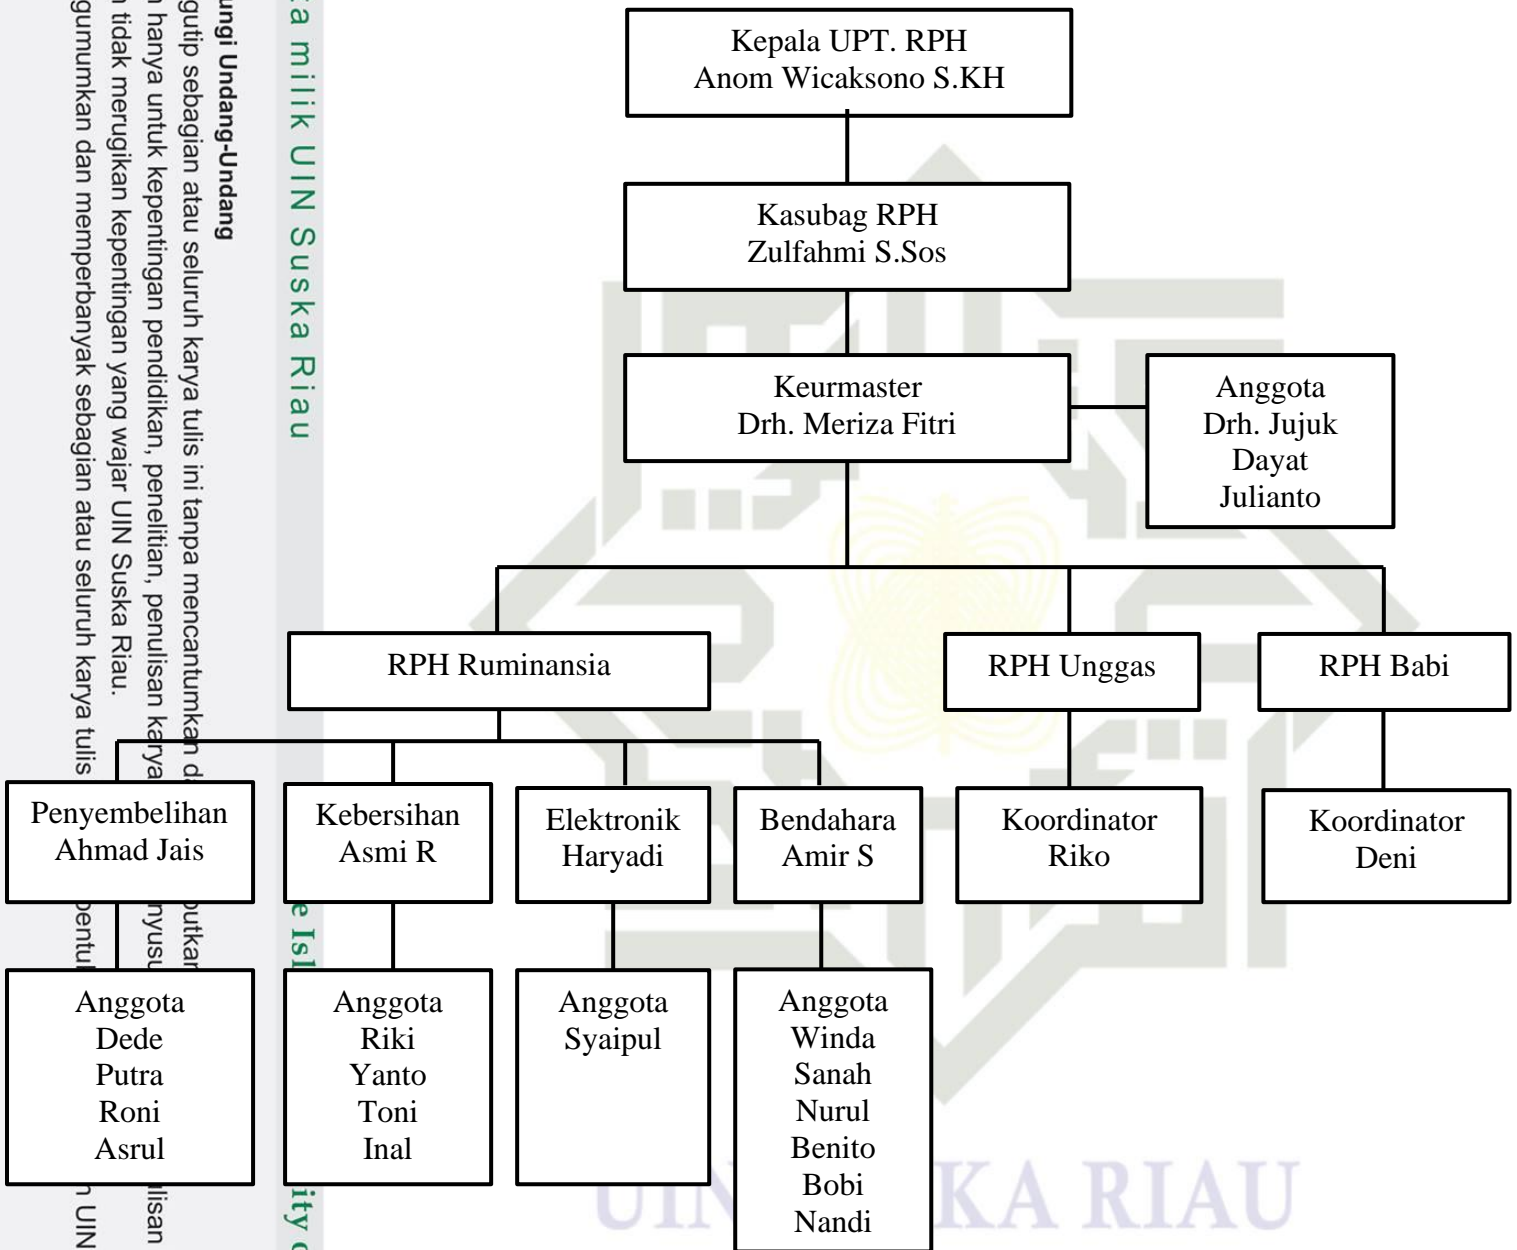 Kepala UPT. RPH
Anom Wicaksono S.KH
Kasubag RPH
Zulfahmi S.Sos
Keurmaster
Drh. Meriza Fitri
Anggota
Drh. Jujuk
Dayat
Julianto
RPH Ruminansia
RPH Unggas
RPH Babi
Penyembelihan
Ahmad Jais
Kebersihan
Asmi R
Elektronik
Haryadi
Bendahara
Amir S
Koordinator
Riko
Koordinator
Deni
Anggota
Dede
Putra
Roni
Asrul
Anggota
Riki
Yanto
Toni
Inal
Anggota
Syaipul
Anggota
Winda
Sanah
Nurul
Benito
Bobi
Nandi
milik UIN Suska Riau
Undang-Undang
sebagian atau seluruh karya tulis ini tanpa mencantumkan
hanya untuk kepentingan pendidikan, penelitian, penulisan karya
tidak merugikan kepentingan yang wajar UIN Suska Riau.
dan memperbanyak sebagian atau seluruh karya tulis
UIN
RIAU